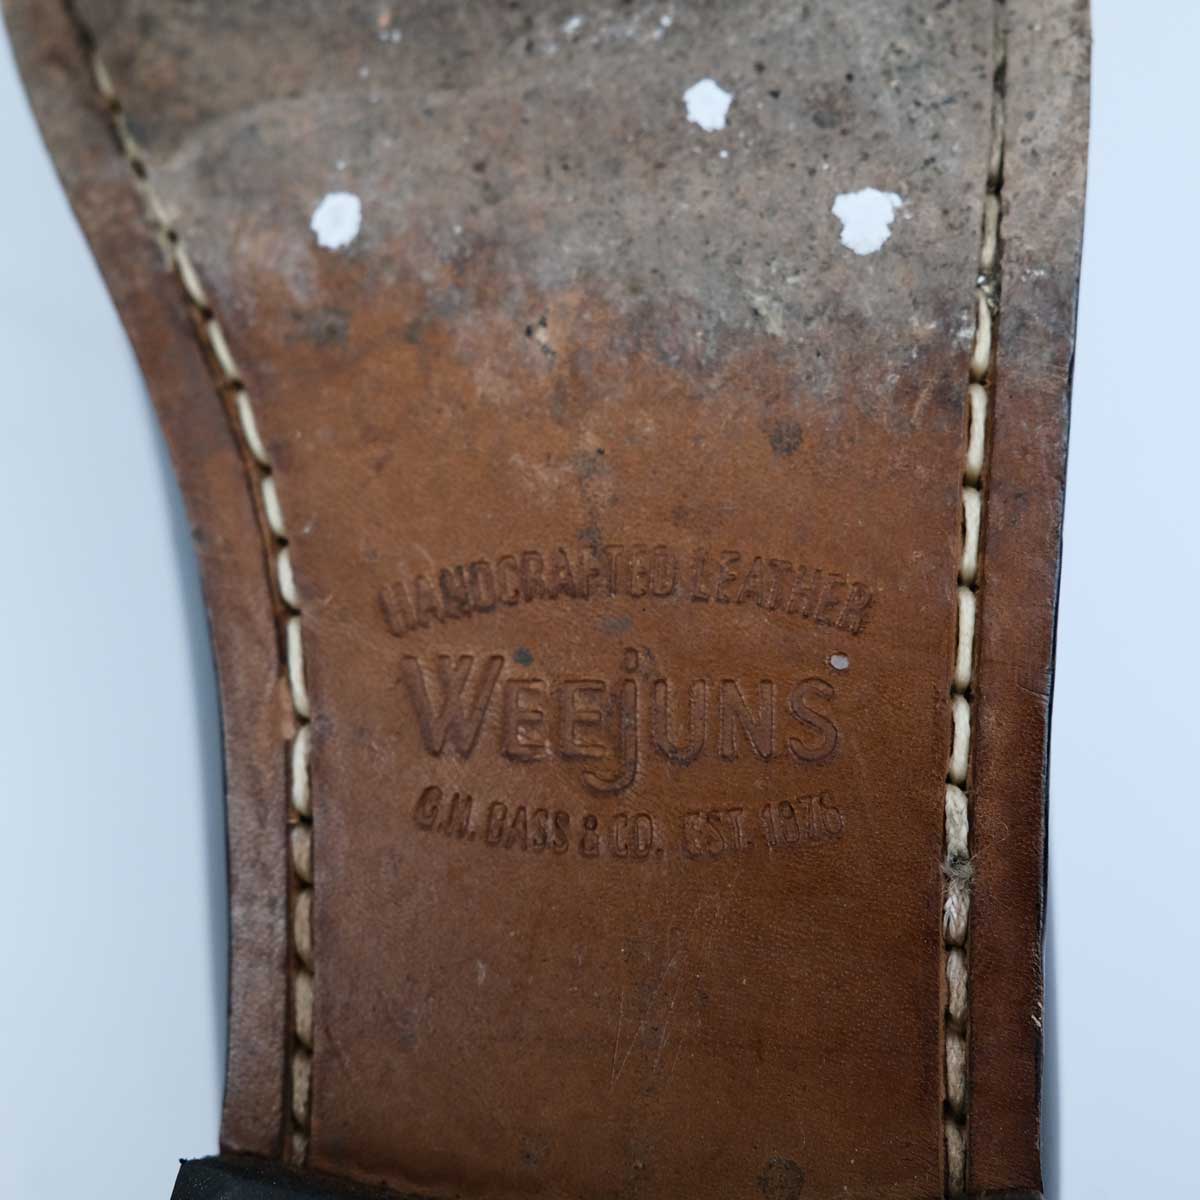 HANDCRAFTED LEATHER
WEEJUNS
G.H. BASS & CO. EST. 1876